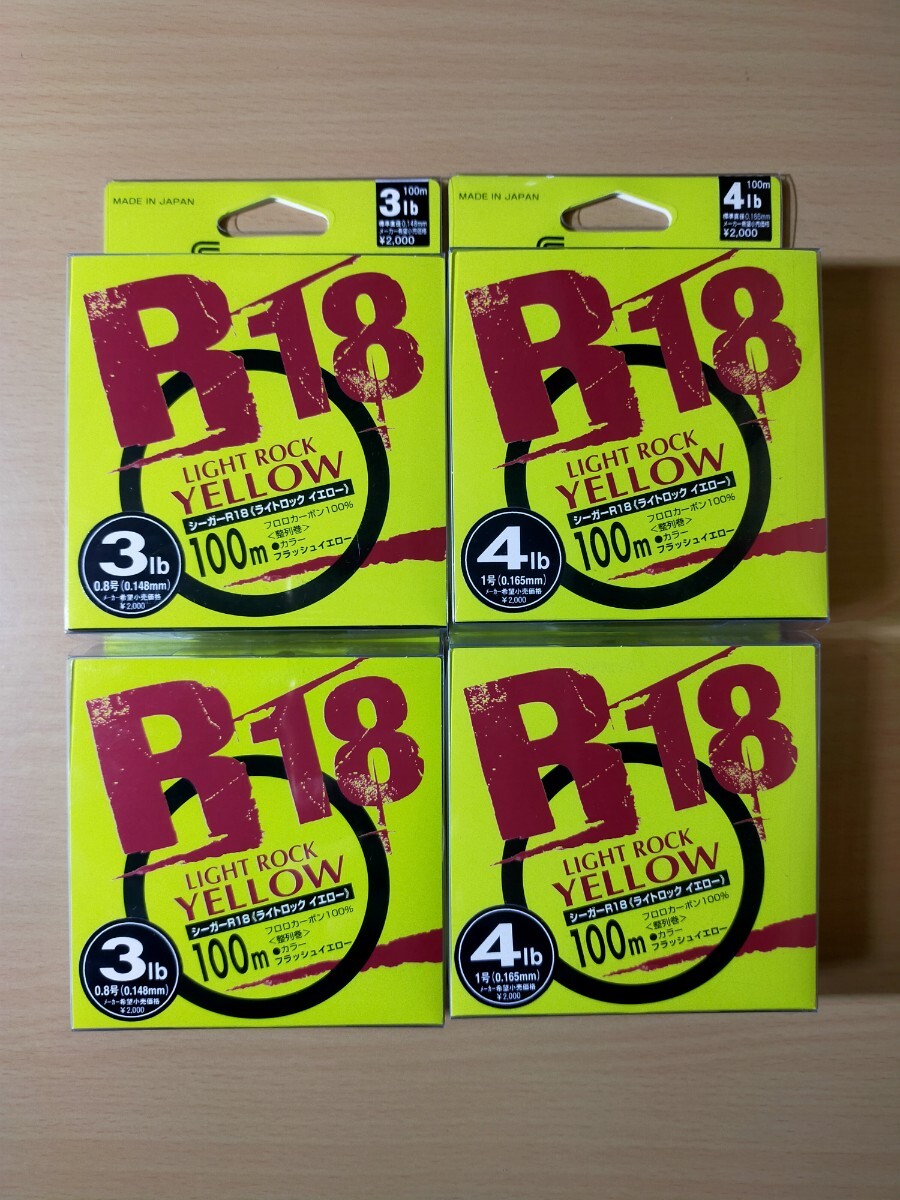 MADE IN JAPAN
100m
3lb
標準直径0.148mm
メーカー希望小売価格
¥2,000
R18
LIGHT ROCK
YELLOW
シーガーR18(ライトロック イエロー)
フロロカーボン100%
<整列巻>
●カラー
フラッシュイエロー
100m
3lb
0.8号(0.148mm)
メーカー希望小売価格
¥2,000
MADE IN JAPAN
100m
4lb
標準直径0.165mm
メーカー希望小売価格
¥2,000
R18
LIGHT ROCK
YELLOW
シーガーR18(ライトロック イエロー)
フロロカーボン100%
<整列巻>
●カラー
フラッシュイエロー
100m
4lb
1号(0.165mm)
メーカー希望小売価格
¥2,000
R18
LIGHT ROCK
YELLOW
シーガーR18(ライトロック イエロー)
フロロカーボン100%
<整列巻>
●カラー
フラッシュイエロー
100m
3lb
0.8号(0.148mm)
メーカー希望小売価格
¥2,000
R18
LIGHT ROCK
YELLOW
シーガーR18(ライトロック イエロー)
フロロカーボン100%
<整列巻>
●カラー
フラッシュイエロー
100m
4lb
1号(0.165mm)
メーカー希望小売価格
¥2,000